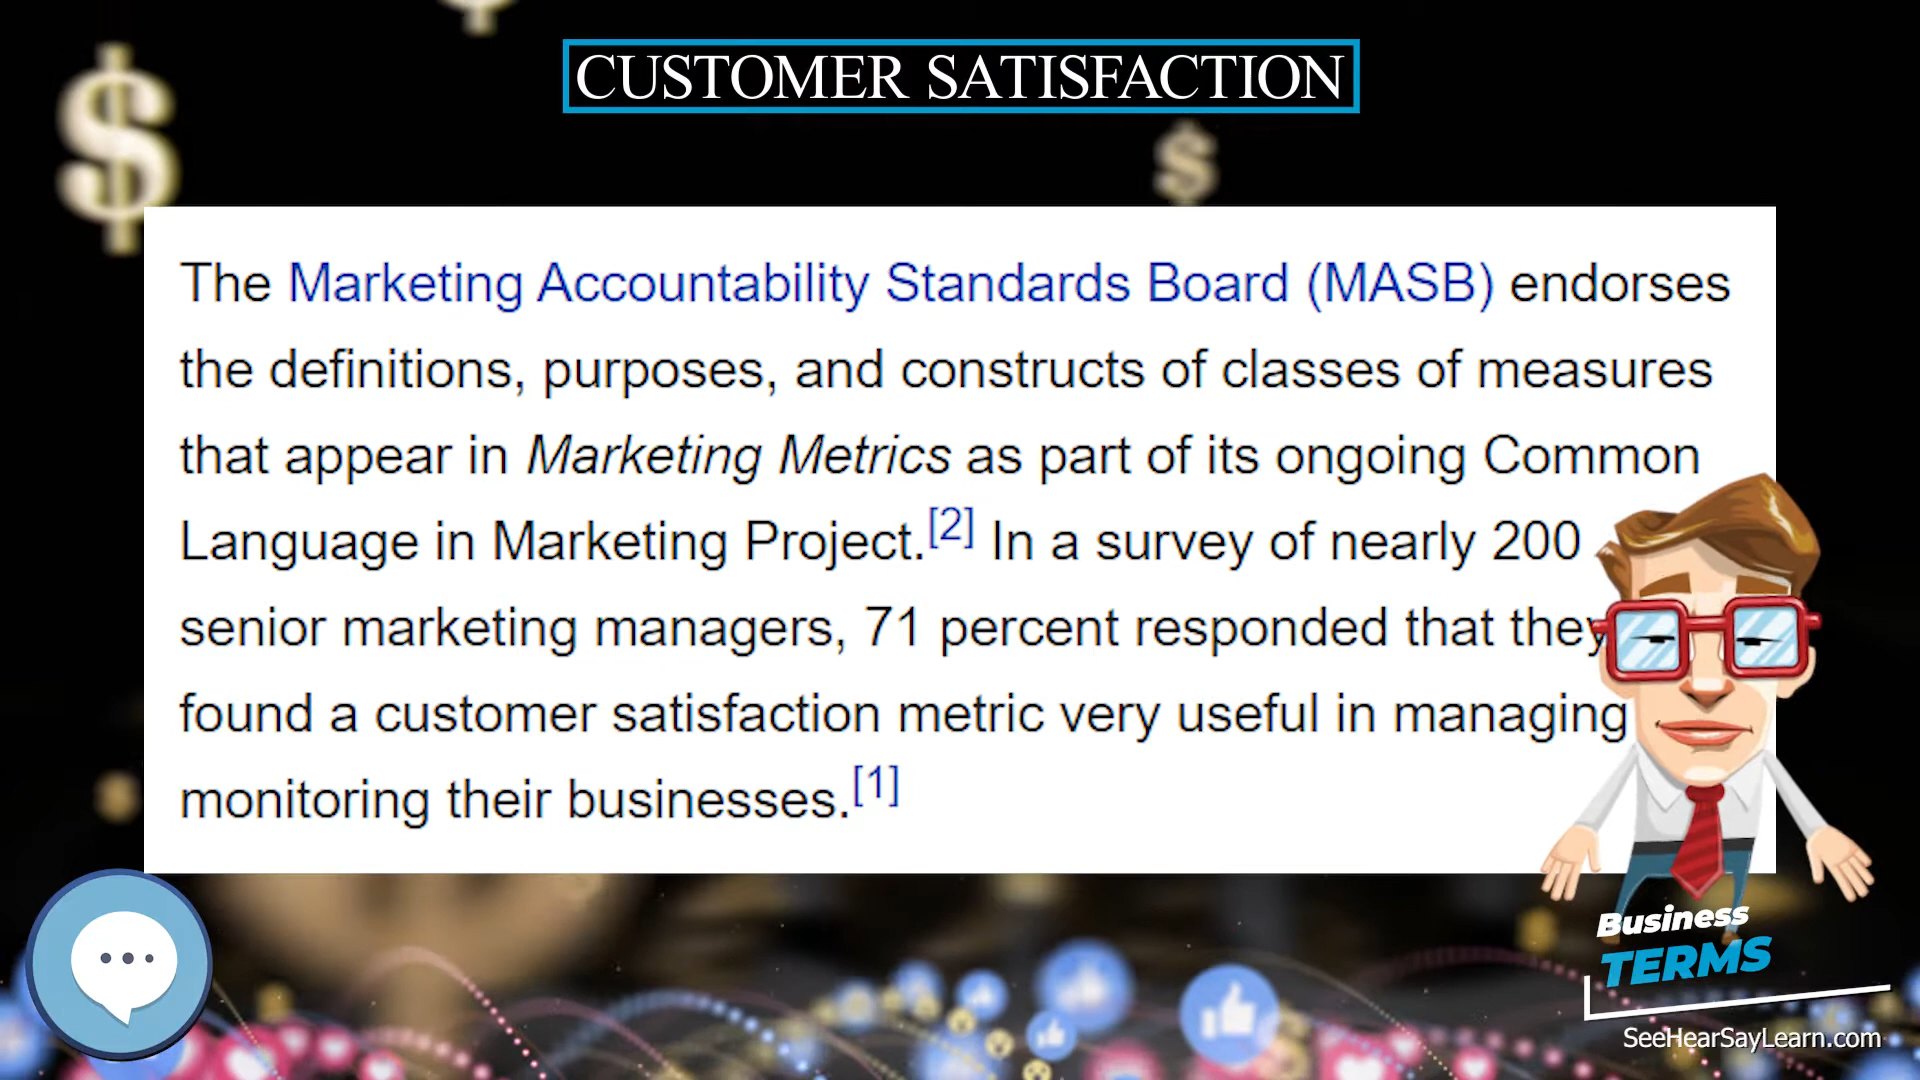 CUSTOMER SATISFACTION
The Marketing Accountability Standards Board (MASB) endorses
the definitions, purposes, and constructs of classes of measures
that appear in Marketing Metrics as part of its ongoing Common
Language in Marketing Project.[2] In a survey of nearly 200
senior marketing managers, 71 percent responded that they
found a customer satisfaction metric very useful in managing
monitoring their businesses.[1]
Business
TERMS
SeeHearSayLearn.com